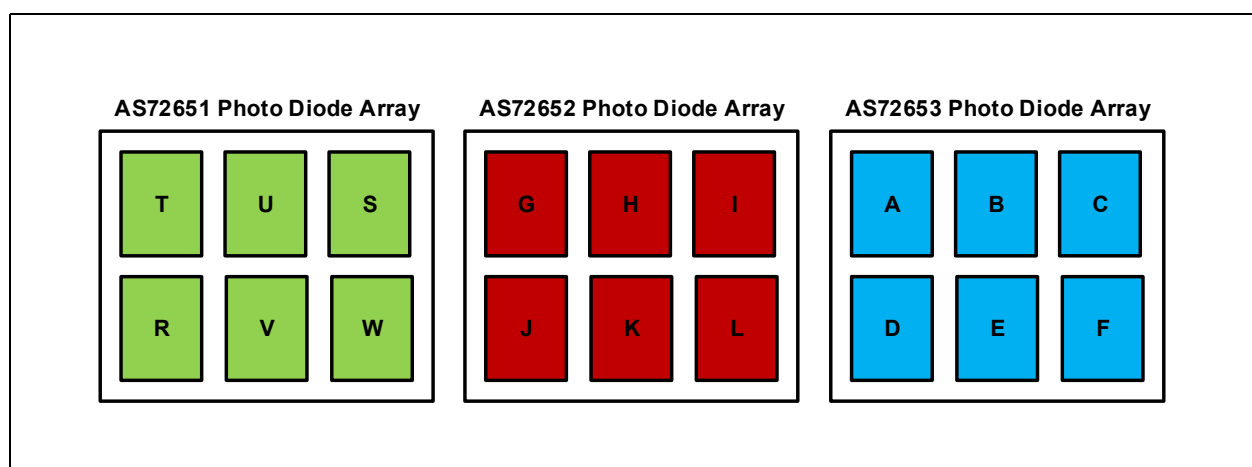 AS72651 Photo Diode Array
T U S
R V W
AS72652 Photo Diode Array
G H I
J K L
AS72653 Photo Diode Array
A B C
D E F